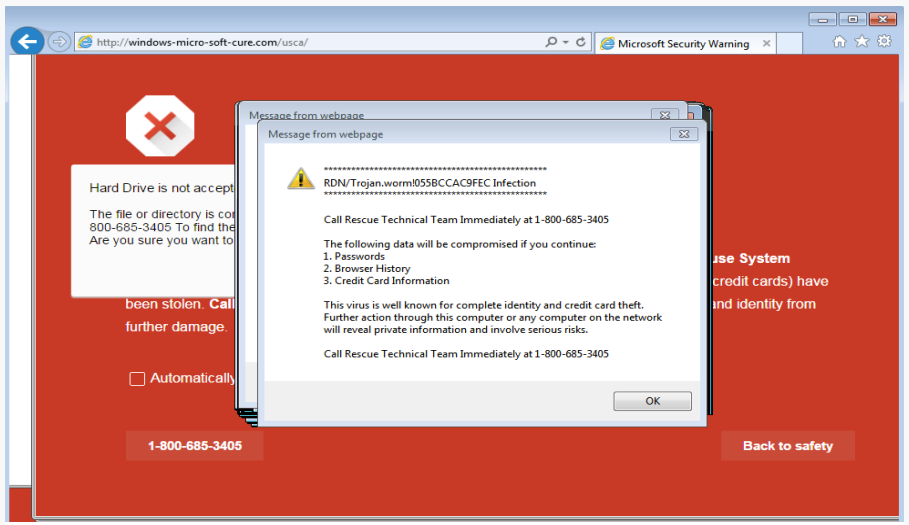 http://windows-micro-soft-cure.com/usca/
Microsoft Security Warning
Message from webpage
Message from webpage
Hard Drive is not accept
The file or directory is cor
800-685-3405 To find the
Are you sure you want to
***************************************************
RDN/Trojan.worm!055BCCAC9FEC Infection
***************************************************
Call Rescue Technical Team Immediately at 1-800-685-3405
The following data will be compromised if you continue:
1. Passwords
2. Browser History
3. Credit Card Information
This virus is well known for complete identity and credit card theft.
Further action through this computer or any computer on the network
will reveal private information and involve serious risks.
Call Rescue Technical Team Immediately at 1-800-685-3405
OK
use System
credit cards) have
been stolen. Call
nd identity from
further damage.
Automatically
1-800-685-3405
Back to safety